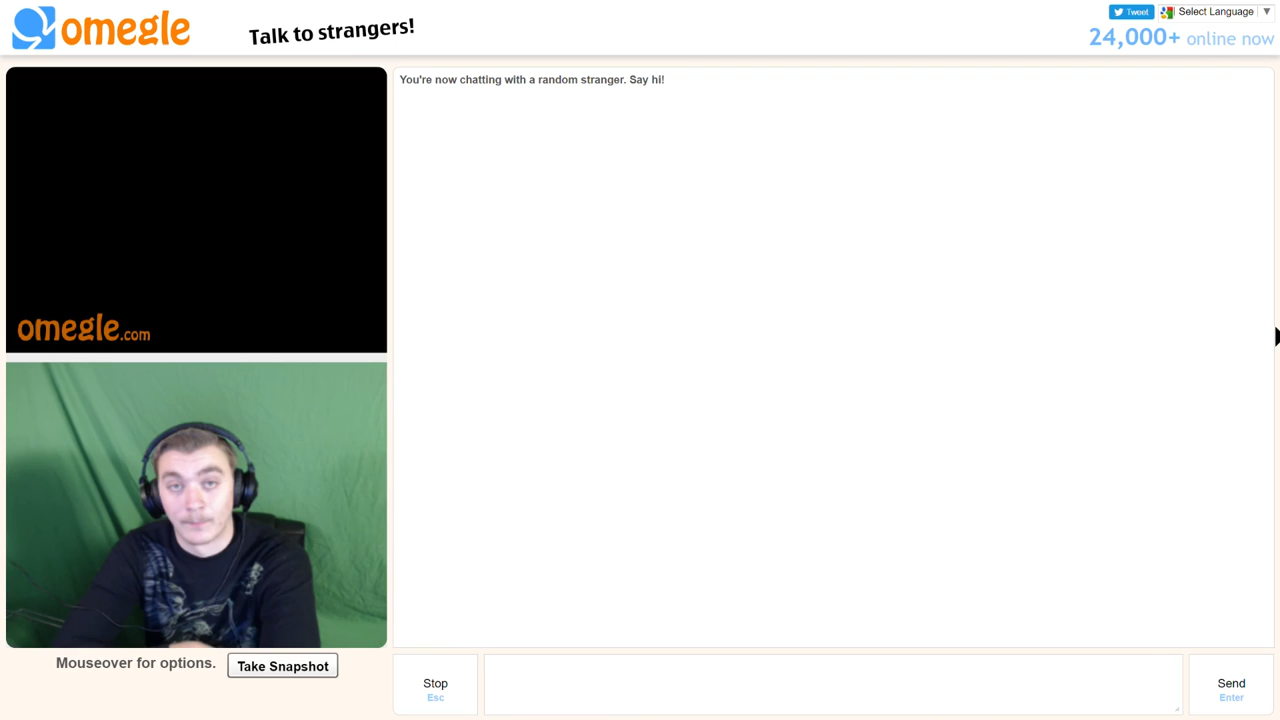 omegle
Talk to strangers!
Tweet
Select Language ▼
24,000+ online now
You're now chatting with a random stranger. Say hi!
omegle.com
Mouseover for options.
Take Snapshot
Stop
Esc
Send
Enter